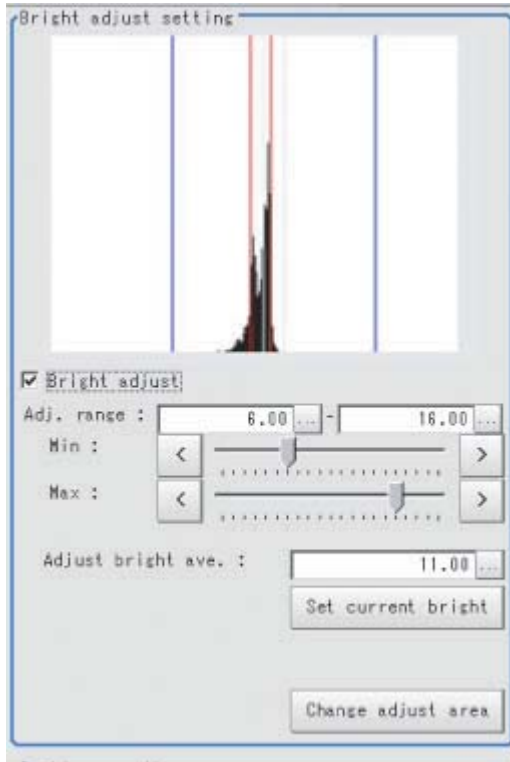 Bright adjust setting
Bright adjust
Adj. range : 6.00 ... - 16.00 ...
Min : < >
Max : < >
Adjust bright ave. : 11.00 ...
Set current bright
Change adjust area